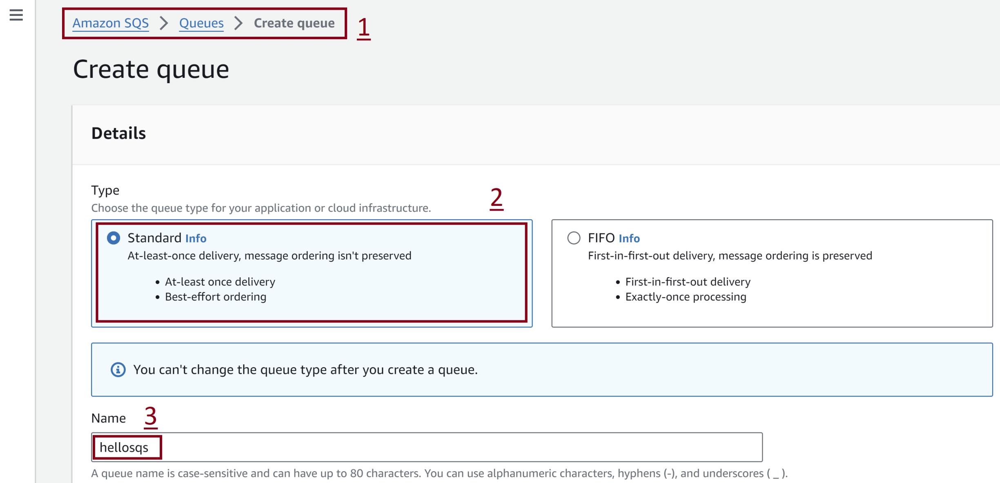 Amazon SQS > Queues > Create queue 1
Create queue
Details
Type
2
Choose the queue type for your application or cloud infrastructure.
Standard Info
At-least-once delivery, message ordering isn't preserved
• At-least once delivery
• Best-effort ordering
FIFO Info
First-in-first-out delivery, message ordering is preserved
• First-in-first-out delivery
• Exactly-once processing
You can't change the queue type after you create a queue.
Name 3
hellosqs
A queue name is case-sensitive and can have up to 80 characters. You can use alphanumeric characters, hyphens (-), and underscores ( _ ).